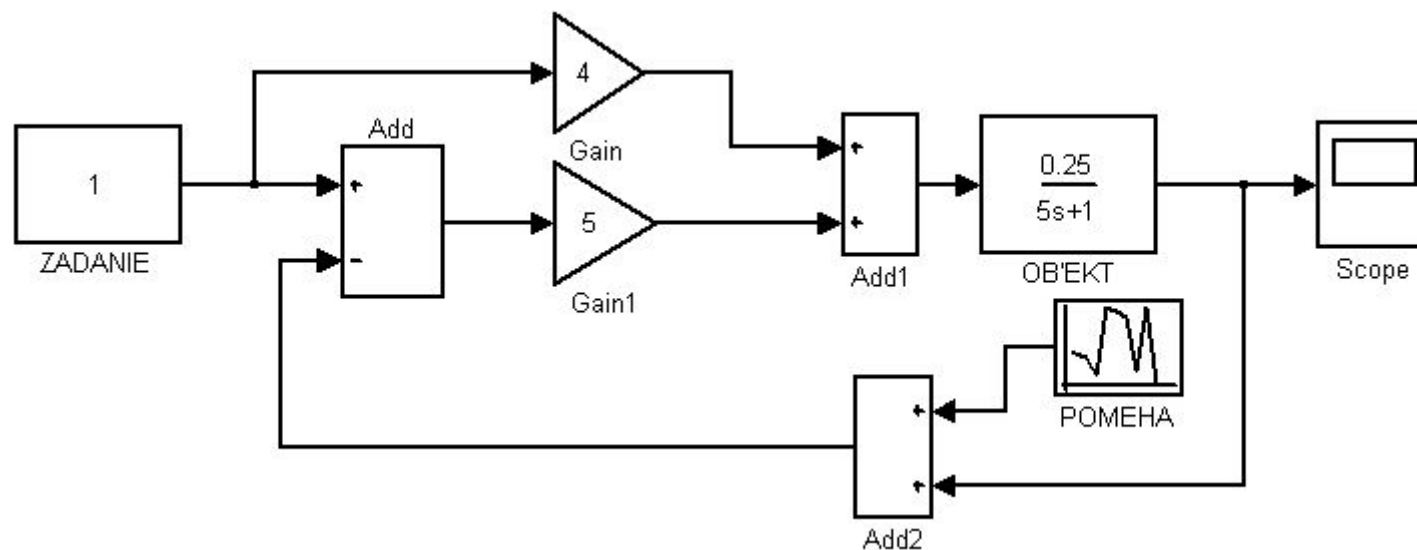 4
Add
Gain
1
ZADANIE
+
-
5
Gain1
+
+
Add1
0.25
5s+1
OB'EKT
Scope
POMEHA
+
+
Add2